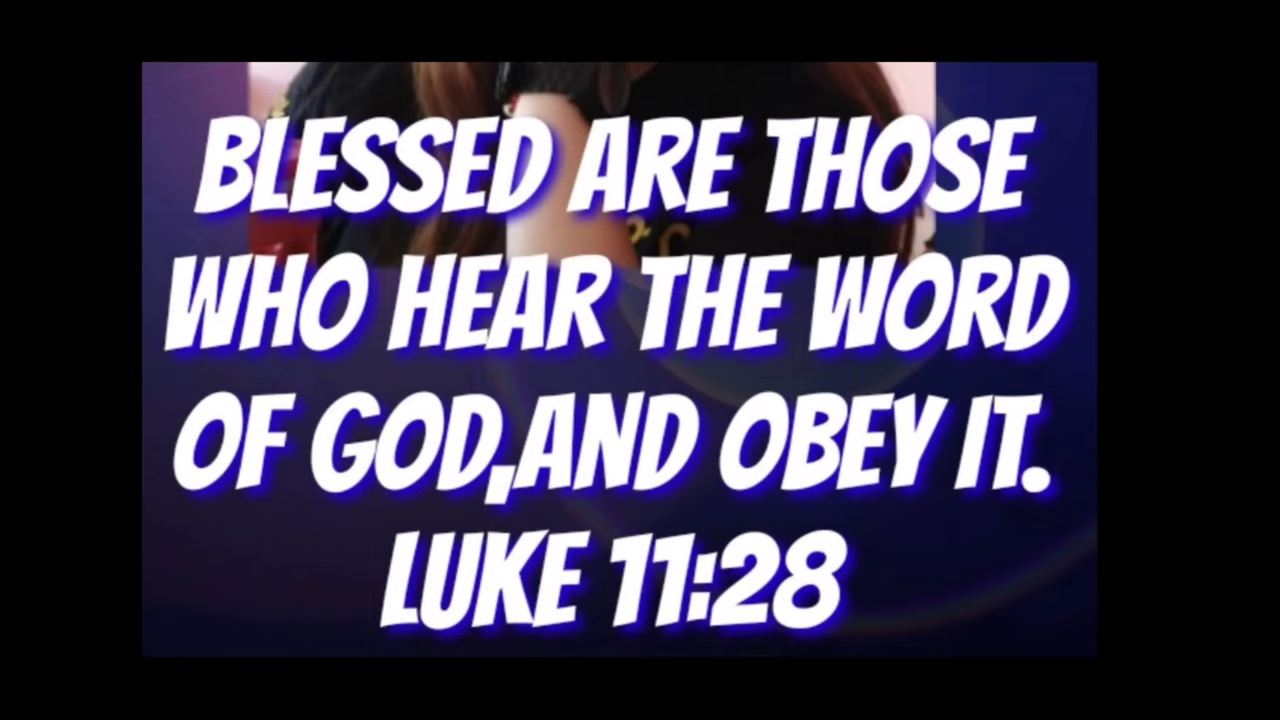 BLESSED ARE THOSE
WHO HEAR THE WORD
OF GOD,AND OBEY IT.
LUKE 11:28